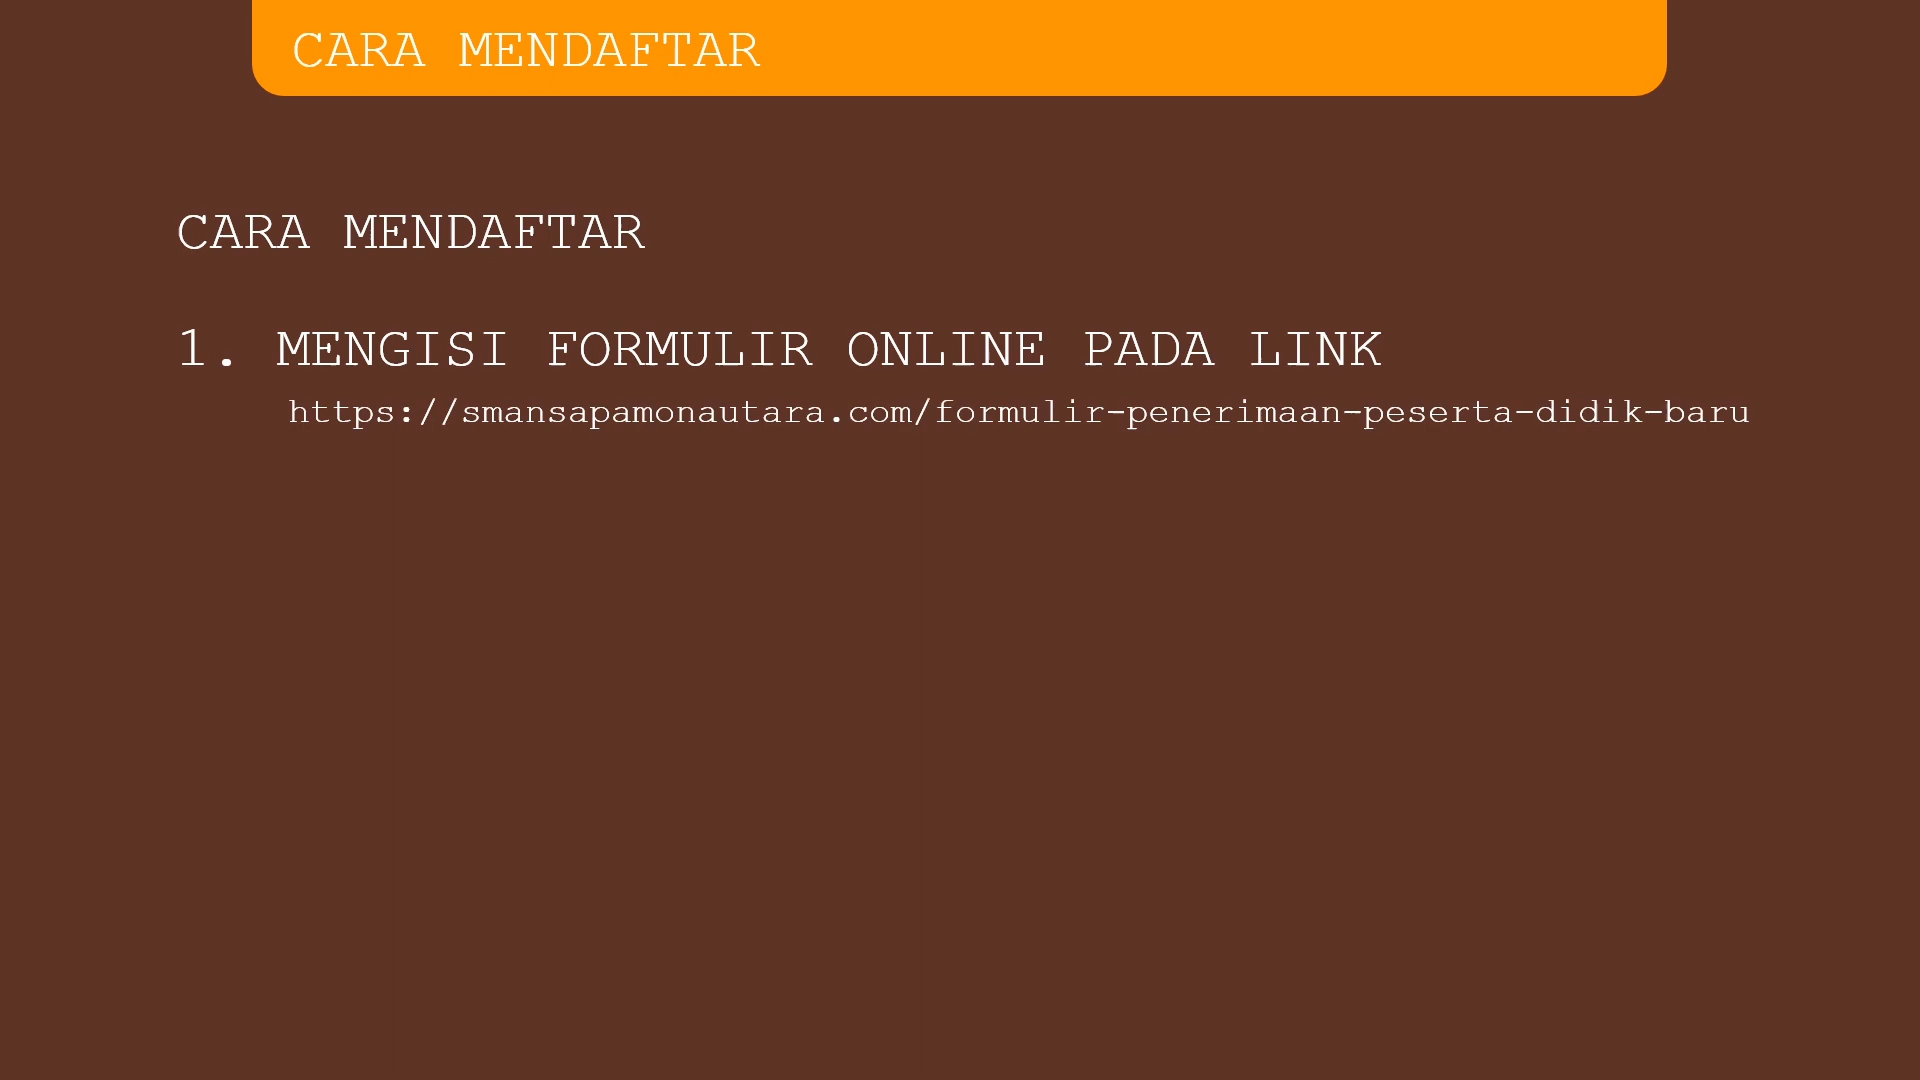 CARA MENDAFTAR
CARA MENDAFTAR
1. MENGISI FORMULIR ONLINE PADA LINK
https://smansapamonautara.com/formulir-penerimaan-peserta-didik-baru